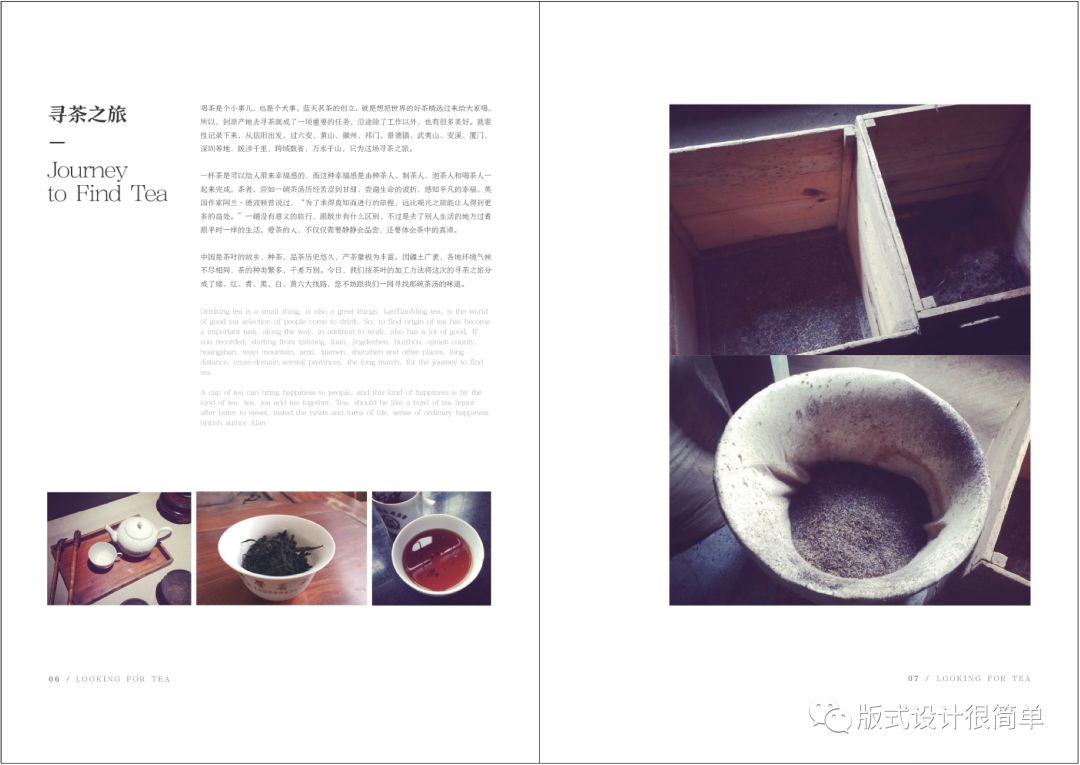 寻茶之旅
Journey
to Find Tea
喝茶是个小事儿，也是个大事。蓝天茗茶的创立，就是想把世界的好茶精选过来给大家喝。
所以，到原产地去寻茶就成了一项重要的任务，沿途除了工作以外，也有很多美好。就索
性记录下来，从信阳出发，过六安、黄山、徽州、祁门、景德镇、武夷山、安溪、厦门、
深圳等地，跋涉千里，跨域数省，万水千山，只为这场寻茶之旅。
一杯茶是可以给人带来幸福感的，而这种幸福感是由种茶人、制茶人、泡茶人和喝茶人一
起来完成。茶者，应如一碗茶汤历经苦涩到甘甜，尝遍生命的波折，感知平凡的幸福。英
国作家阿兰·德波顿曾说过，“为了求得真知而进行的旅程，远比观光之旅能让人得到更
多的益处。”一趟没有意义的旅行，跟散步有什么区别，不过是去了别人生活的地方过着
跟平时一样的生活。爱茶的人，不仅仅需要静静会品尝，还要体会茶中的真谛。
中国是茶叶的故乡，种茶、品茶历史悠久，产茶量极为丰富。因疆土广袤，各地环境气候
不尽相同，茶的种类繁多，千差万别。今日，我们按茶叶的加工方法将这次的寻茶之旅分
成了绿、红、青、黑、白、黄六大线路，您不妨跟我们一同寻找那碗茶汤的味道。
Drinking tea is a small thing, is also a great things. LanTianMing tea, is the world
of good tea selection of people come to drink. So, to find origin of tea has become
a important task, along the way, in addition to work, also has a lot of good. If
you recorded, starting from xinyang, luan, jingdezhen, huizhou, qimen county,
huangshan, wuyi mountain, anxi, xiamen, shenzhen and other places, long
distance, cross-domain several provinces, the long march, for the journey to find
tea.
A cup of tea can bring happiness to people, and this kind of happiness is by the
kind of tea, tea, tea and tea together. Tea, should be like a bowl of tea liquor
after bitter to sweet, tasted the twists and turns of life, sense of ordinary happiness.
British author Alan
06 / LOOKING FOR TEA
07 / LOOKING FOR TEA
版式设计很简单